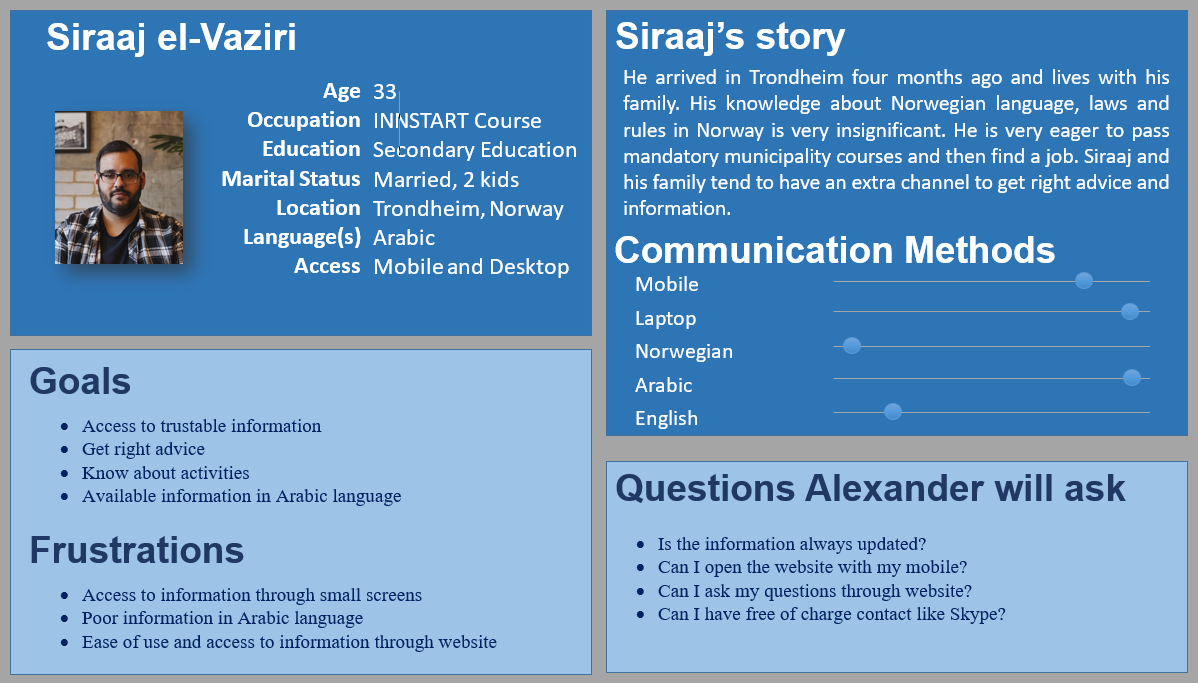 Siraaj el-Vaziri
Age 33
Occupation INNSTART Course
Education Secondary Education
Marital Status Married, 2 kids
Location Trondheim, Norway
Language(s) Arabic
Access Mobile and Desktop
Goals
• Access to trustable information
• Get right advice
• Know about activities
• Available information in Arabic language
Frustrations
• Access to information through small screens
• Poor information in Arabic language
• Ease of use and access to information through website
Siraaj’s story
He arrived in Trondheim four months ago and lives with his
family. His knowledge about Norwegian language, laws and
rules in Norway is very insignificant. He is very eager to pass
mandatory municipality courses and then find a job. Siraaj and
his family tend to have an extra channel to get right advice and
information.
Communication Methods
Mobile
Laptop
Norwegian
Arabic
English
Questions Alexander will ask
• Is the information always updated?
• Can I open the website with my mobile?
• Can I ask my questions through website?
• Can I have free of charge contact like Skype?